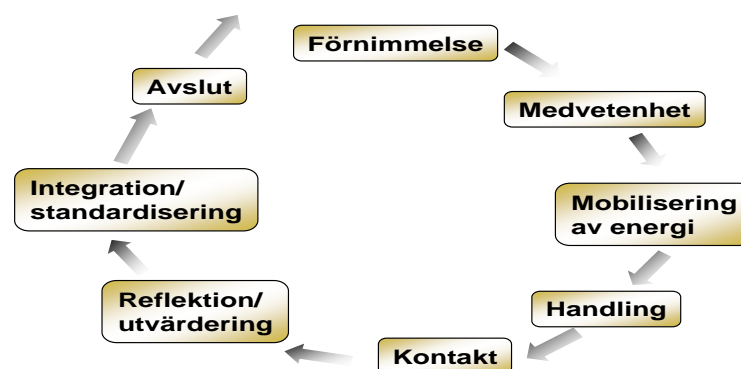 Förnimmelse
Medvetenhet
Mobilisering
av energi
Handling
Kontakt
Reflektion/
utvärdering
Integration/
standardisering
Avslut